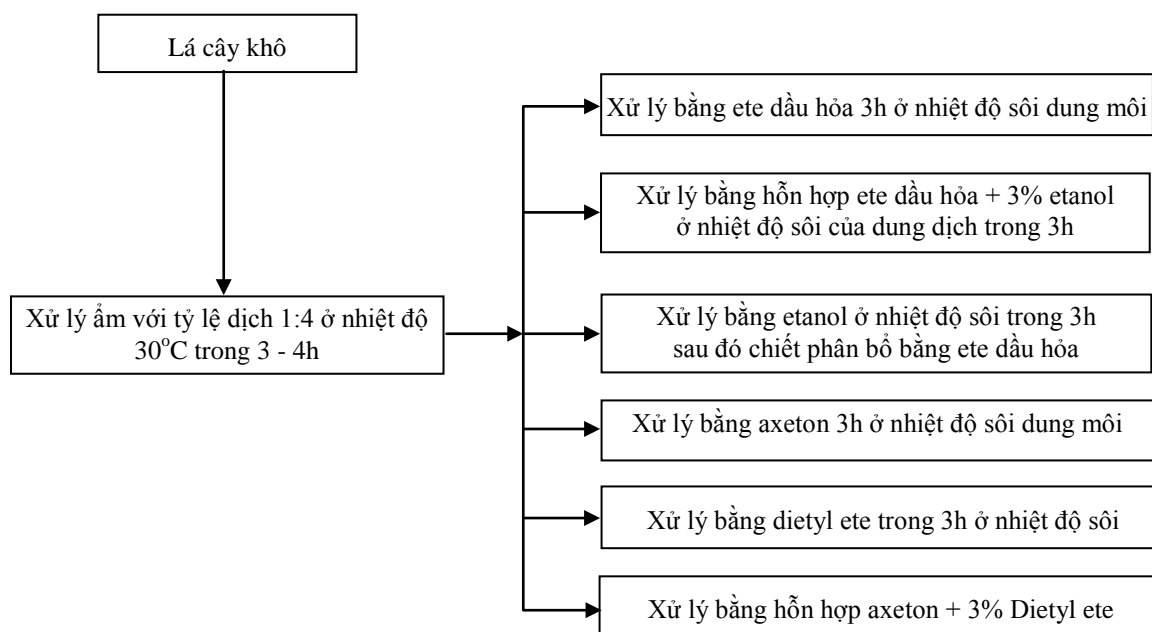 Lá cây khô
Xử lý ẩm với tỷ lệ dịch 1:4 ở nhiệt độ
30°C trong 3 - 4h
Xử lý bằng ete dầu hỏa 3h ở nhiệt độ sôi dung môi
Xử lý bằng hỗn hợp ete dầu hỏa + 3% etanol
ở nhiệt độ sôi của dung dịch trong 3h
Xử lý bằng etanol ở nhiệt độ sôi trong 3h
sau đó chiết phân bổ bằng ete dầu hỏa
Xử lý bằng axeton 3h ở nhiệt độ sôi dung môi
Xử lý bằng dietyl ete trong 3h ở nhiệt độ sôi
Xử lý bằng hỗn hợp axeton + 3% Dietyl ete